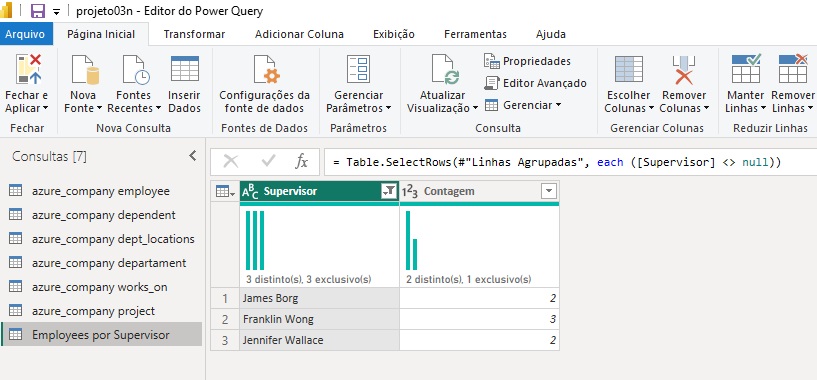 projeto03n - Editor do Power Query
Arquivo Página Inicial Transformar Adicionar Coluna Exibição Ferramentas Ajuda
Fechar e Aplicar
Nova Fonte
Fontes Recentes
Inserir Dados
Configurações da fonte de dados
Gerenciar Parâmetros
Atualizar Visualização
Propriedades
Editor Avançado
Gerenciar
Escolher Colunas
Remover Colunas
Manter Linhas
Remover Linhas
Fechar Nova Consulta Fontes de Dados Parâmetros Consulta Gerenciar Colunas Reduzir Linhas
Consultas [7]
azure_company employee
azure_company dependent
azure_company dept_locations
azure_company departament
azure_company works_on
azure_company project
Employees por Supervisor
fx = Table.SelectRows(#"Linhas Agrupadas", each ([Supervisor] <> null))
ABC Supervisor 123 Contagem
3 distinto(s), 3 exclusivo(s) 2 distinto(s), 1 exclusivo(s)
1 James Borg 2
2 Franklin Wong 3
3 Jennifer Wallace 2